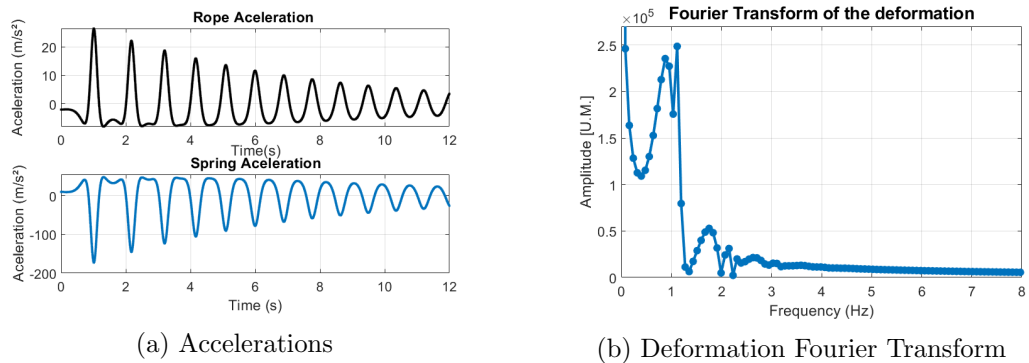 Rope Aceleration
Aceleration (m/s²)
20
10
0
0 2 4 6 8 10 12
Time(s)
Spring Aceleration
Aceleration (m/s²)
0
-100
-200
0 2 4 6 8 10 12
Time (s)
(a) Accelerations
Fourier Transform of the deformation
×10⁵
Amplitude [U.M.]
2.5
2
1.5
1
0.5
0
0 1 2 3 4 5 6 7 8
Frequency (Hz)
(b) Deformation Fourier Transform